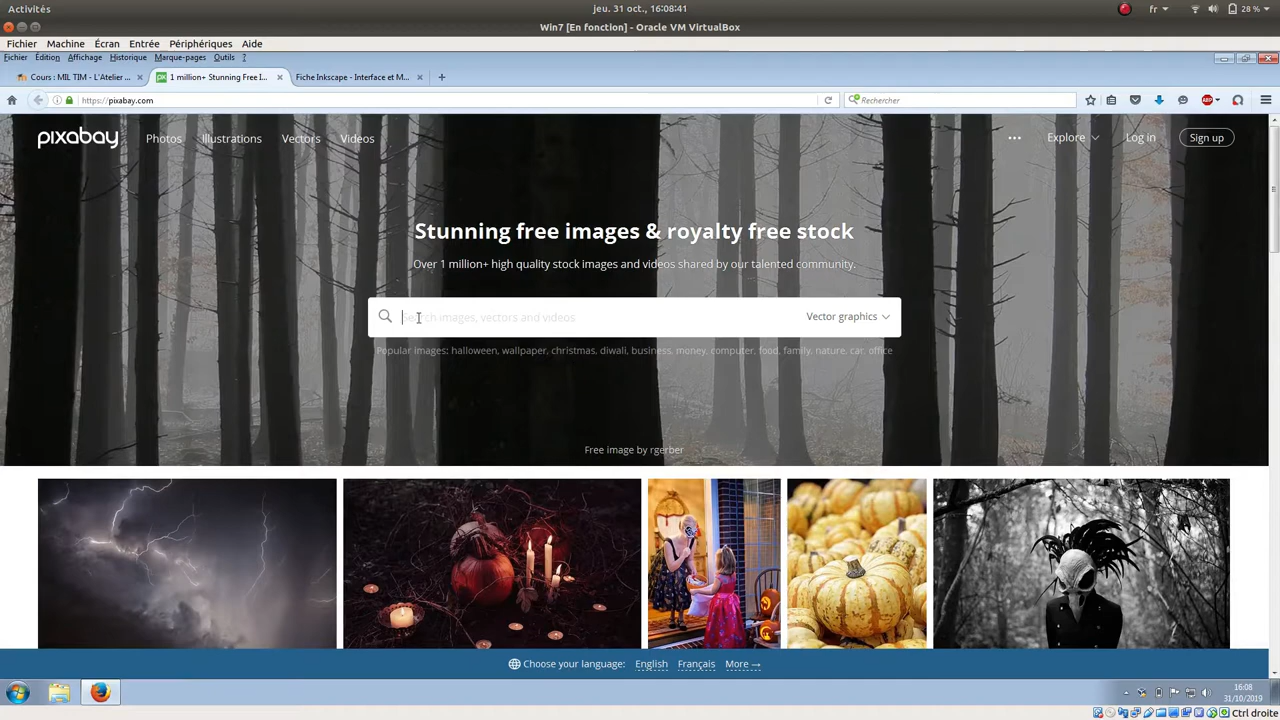 Activités
jeu. 31 oct., 16:08:41
fr
28 %
Win7 [En fonction] - Oracle VM VirtualBox
Fichier Machine Écran Entrée Périphériques Aide
Fichier Édition Affichage Historique Marque-pages Outils ?
Cours : MIL TIM - L'Atelier ...
1 million+ Stunning Free I...
Fiche Inkscape - Interface et M...
https://pixabay.com
Rechercher
pixabay Photos Illustrations Vectors Videos
Explore Log in Sign up
Stunning free images & royalty free stock
Over 1 million+ high quality stock images and videos shared by our talented community.
Search images, vectors and videos
Vector graphics
Popular images: halloween, wallpaper, christmas, diwali, business, money, computer, food, family, nature, car, office
Free image by rgerber
Choose your language: English Français More →
16:08
31/10/2019
Ctrl droite